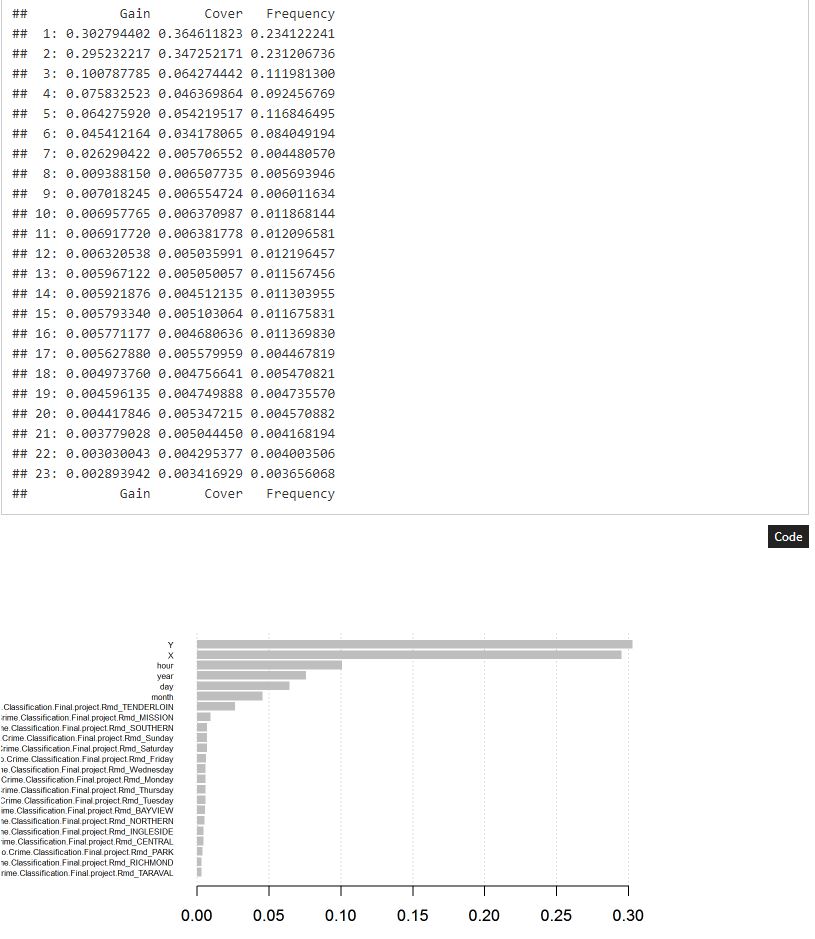 ##            Gain       Cover   Frequency
##  1: 0.302794402 0.364611823 0.234122241
##  2: 0.295232217 0.347252171 0.231206736
##  3: 0.100787785 0.064274442 0.111981300
##  4: 0.075832523 0.046369864 0.092456769
##  5: 0.064275920 0.054219517 0.116846495
##  6: 0.045412164 0.034178065 0.084049194
##  7: 0.026290422 0.005706552 0.004480570
##  8: 0.009388150 0.006507735 0.005693946
##  9: 0.007018245 0.006554724 0.006011634
## 10: 0.006957765 0.006370987 0.011868144
## 11: 0.006917720 0.006381778 0.012096581
## 12: 0.006320538 0.005035991 0.012196457
## 13: 0.005967122 0.005050057 0.011567456
## 14: 0.005921876 0.004512135 0.011303955
## 15: 0.005793340 0.005103064 0.011675831
## 16: 0.005771177 0.004680636 0.011369830
## 17: 0.005627880 0.005579959 0.004467819
## 18: 0.004973760 0.004756641 0.005470821
## 19: 0.004596135 0.004749888 0.004735570
## 20: 0.004417846 0.005347215 0.004570882
## 21: 0.003779028 0.005044450 0.004168194
## 22: 0.003030043 0.004295377 0.004003506
## 23: 0.002893942 0.003416929 0.003656068
##            Gain       Cover   Frequency
Code
Y
X
hour
year
day
month
.Classification.Final.project.Rmd_TENDERLOIN
rime.Classification.Final.project.Rmd_MISSION
ne.Classification.Final.project.Rmd_SOUTHERN
Crime.Classification.Final.project.Rmd_Sunday
Crime.Classification.Final.project.Rmd_Saturday
o.Crime.Classification.Final.project.Rmd_Friday
ne.Classification.Final.project.Rmd_Wednesday
Crime.Classification.Final.project.Rmd_Monday
rime.Classification.Final.project.Rmd_Thursday
Crime.Classification.Final.project.Rmd_Tuesday
ime.Classification.Final.project.Rmd_BAYVIEW
ne.Classification.Final.project.Rmd_NORTHERN
ne.Classification.Final.project.Rmd_INGLESIDE
ime.Classification.Final.project.Rmd_CENTRAL
o.Crime.Classification.Final.project.Rmd_PARK
ne.Classification.Final.project.Rmd_RICHMOND
rime.Classification.Final.project.Rmd_TARAVAL
0.00 0.05 0.10 0.15 0.20 0.25 0.30